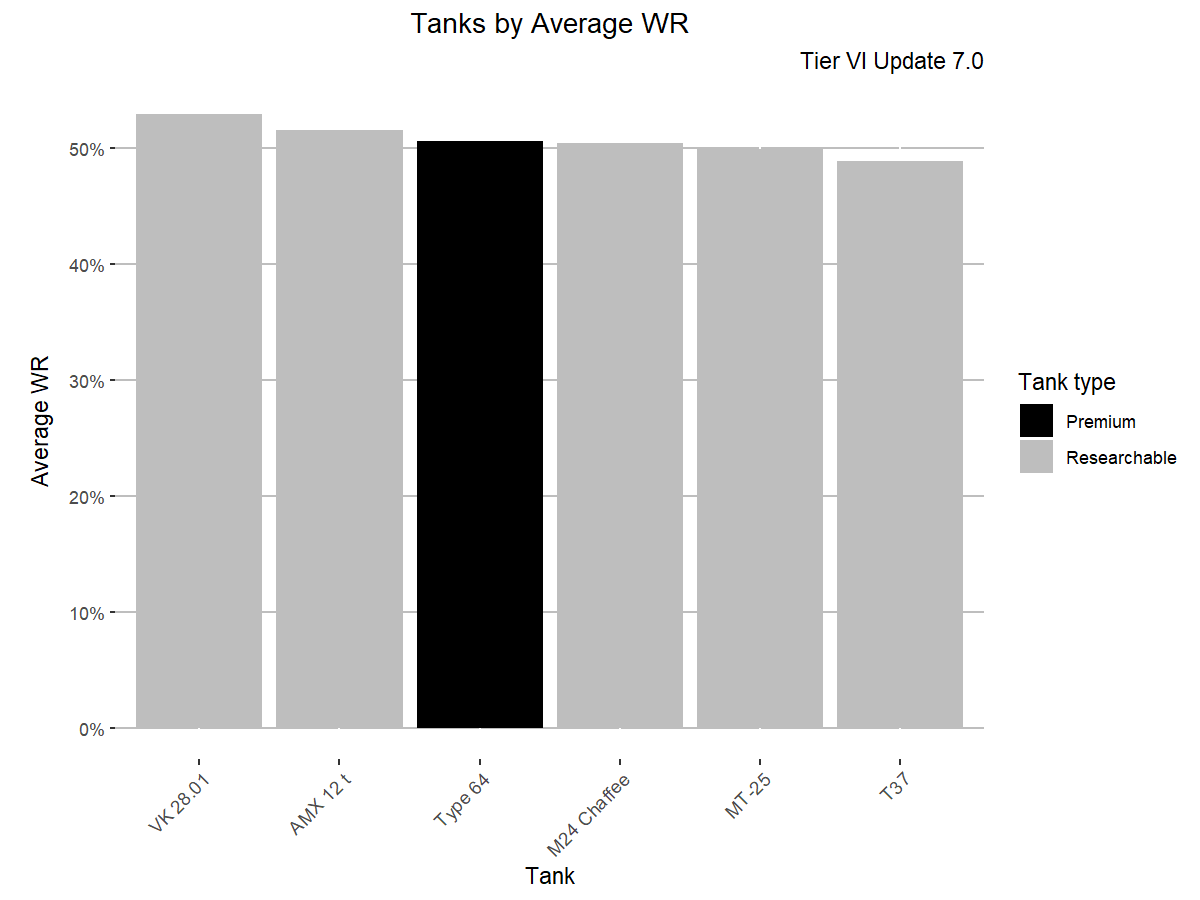 Tanks by Average WR
Tier VI Update 7.0
Average WR
50%
40%
30%
20%
10%
0%
VK 28.01
AMX 12 t
Type 64
M24 Chaffee
MT-25
T37
Tank
Tank type
Premium
Researchable